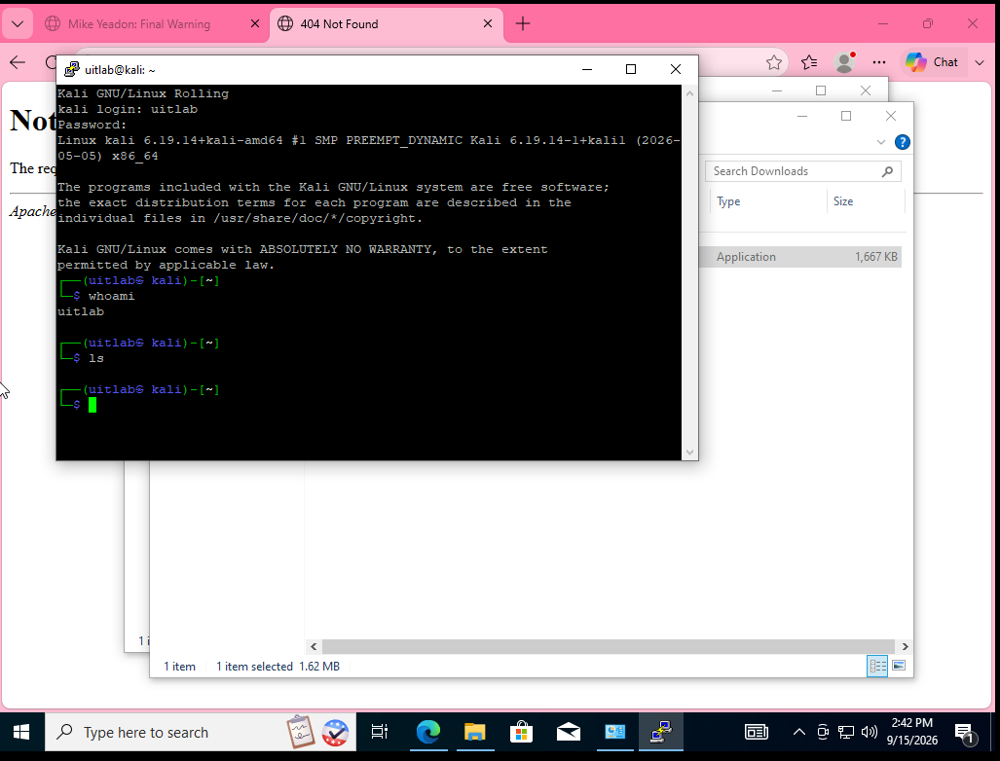 Mike Yeadon: Final Warning
404 Not Found
Chat
uitlab@kali: ~
Kali GNU/Linux Rolling
kali login: uitlab
Password:
Linux kali 6.19.14+kali-amd64 #1 SMP PREEMPT_DYNAMIC Kali 6.19.14-1+kali1 (2026-
05-05) x86_64
The programs included with the Kali GNU/Linux system are free software;
the exact distribution terms for each program are described in the
individual files in /usr/share/doc/*/copyright.
Kali GNU/Linux comes with ABSOLUTELY NO WARRANTY, to the extent
permitted by applicable law.
┌──(uitlab㉿ kali)-[~]
└─$ whoami
uitlab
┌──(uitlab㉿ kali)-[~]
└─$ ls
┌──(uitlab㉿ kali)-[~]
└─$
Not
The req
Apache
Search Downloads
Type Size
Application 1,667 KB
1 i
1 item 1 item selected 1.62 MB
Type here to search
2:42 PM
9/15/2026
1